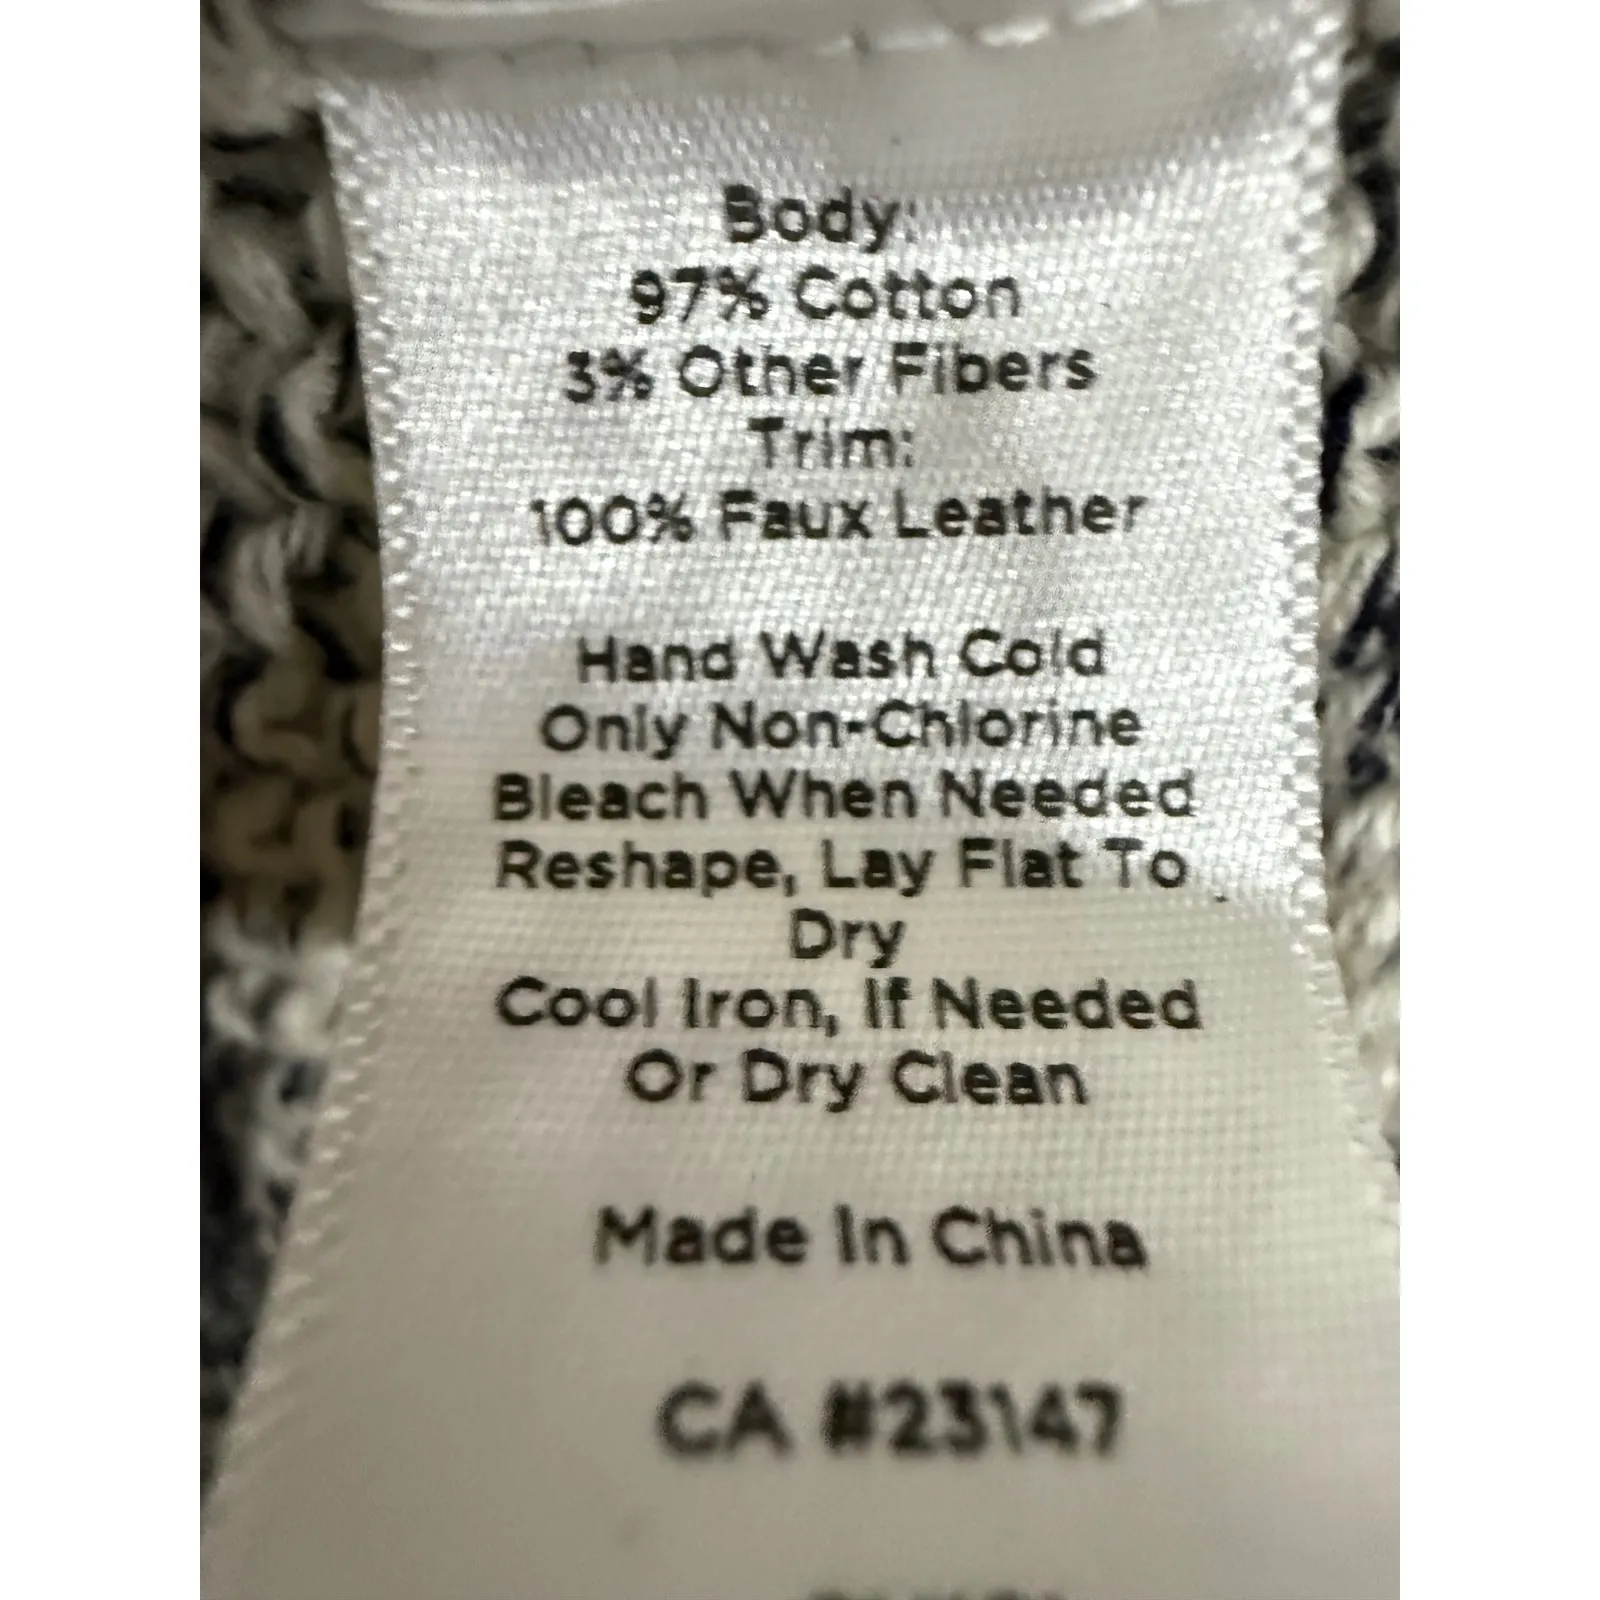 Body:
97% Cotton
3% Other Fibers
Trim:
100% Faux Leather
Hand Wash Cold
Only Non-Chlorine
Bleach When Needed
Reshape, Lay Flat To
Dry
Cool Iron, If Needed
Or Dry Clean
Made In China
CA #23147